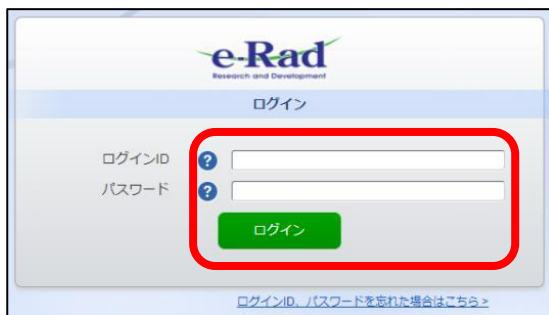 e-Rad
Research and Development
ログイン
ログインID ?
パスワード ?
ログイン
ログインID、パスワードを忘れた場合はこちら >